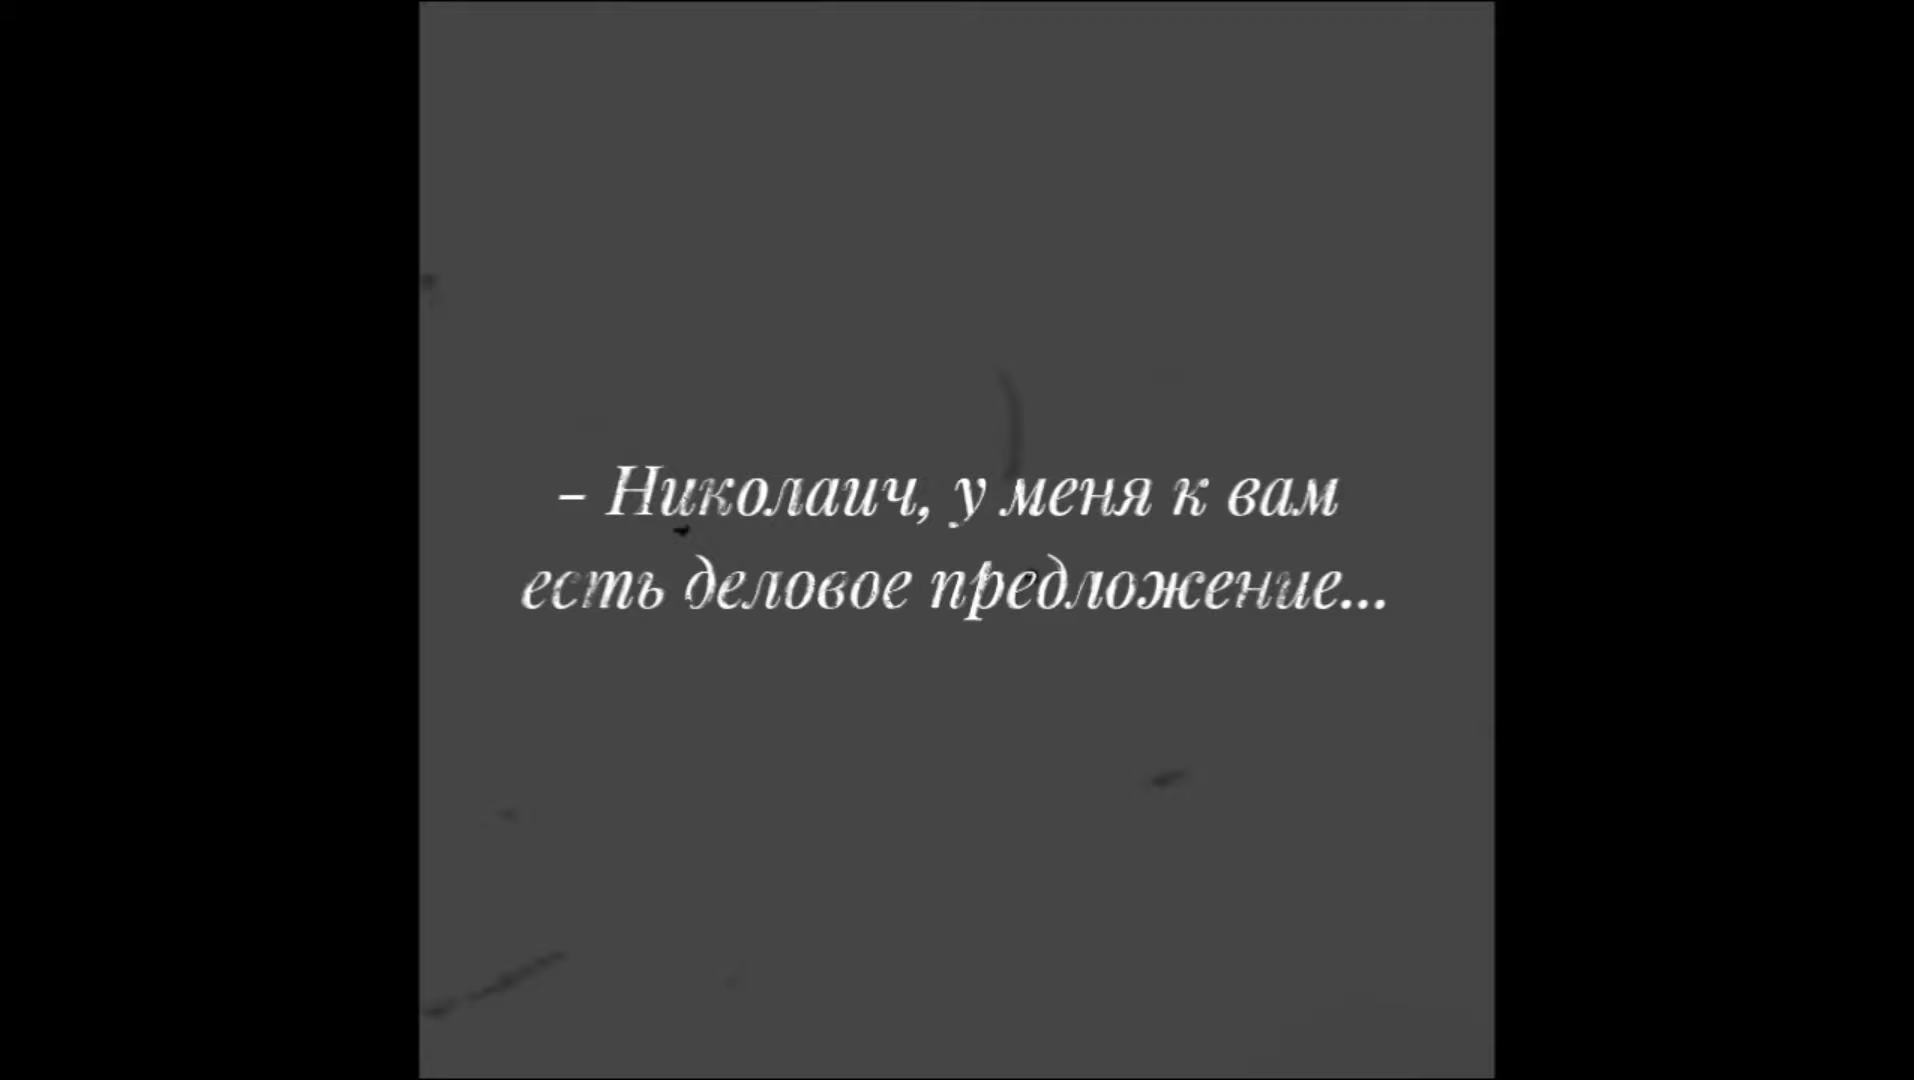 – Николаич, у меня к вам
есть деловое предложение...